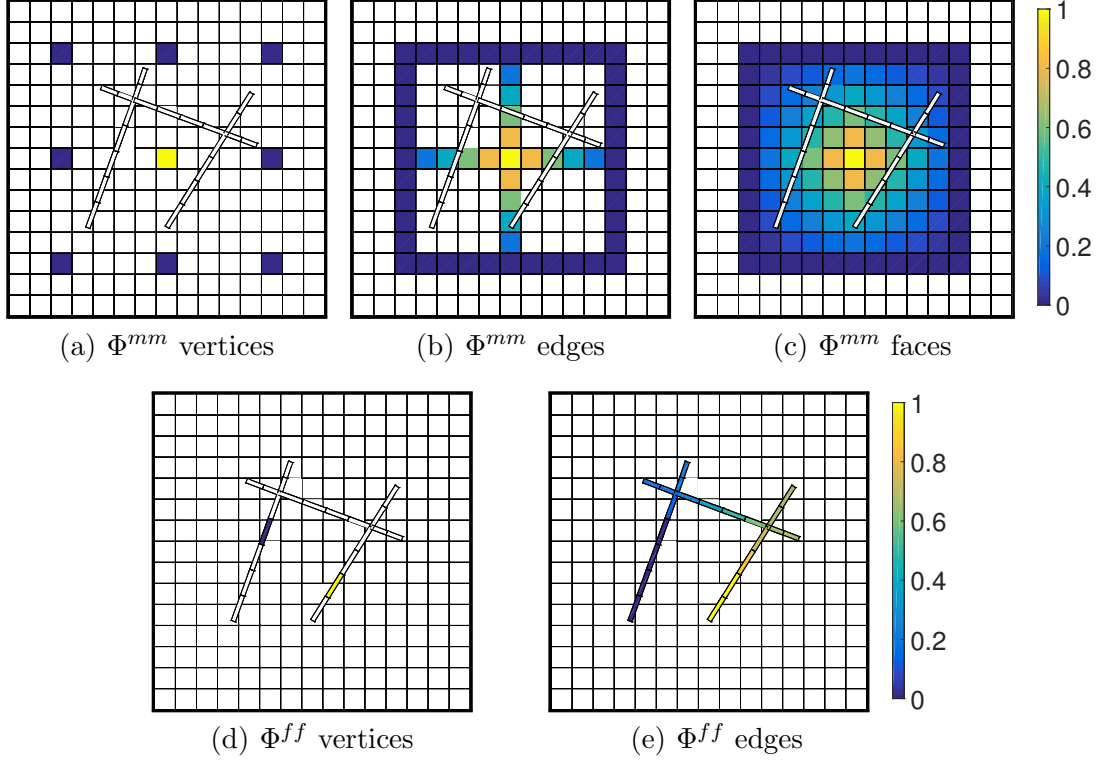 1
0.8
0.6
0.4
0.2
0
(a) Φ^{mm} vertices
(b) Φ^{mm} edges
(c) Φ^{mm} faces
1
0.8
0.6
0.4
0.2
0
(d) Φ^{ff} vertices
(e) Φ^{ff} edges